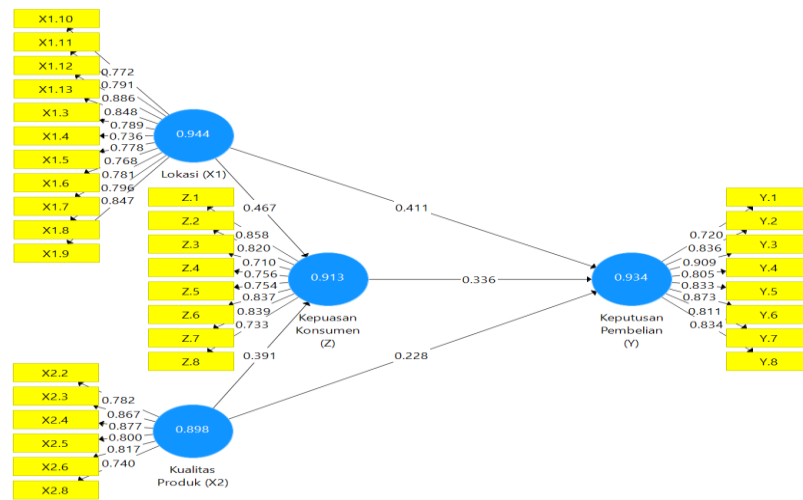 X1.10
X1.11
X1.12
X1.13
X1.3
X1.4
X1.5
X1.6
X1.7
X1.8
X1.9
0.772
0.791
0.886
0.848
0.789
0.736
0.778
0.768
0.781
0.796
0.847
0.944
Lokasi (X1)
0.467
0.411
Z.1
Z.2
Z.3
Z.4
Z.5
Z.6
Z.7
Z.8
0.858
0.820
0.710
0.756
0.754
0.837
0.839
0.733
0.913
Kepuasan
Konsumen
(Z)
0.336
0.934
Keputusan
Pembelian
(Y)
0.720
0.836
0.909
0.805
0.833
0.873
0.811
0.834
Y.1
Y.2
Y.3
Y.4
Y.5
Y.6
Y.7
Y.8
0.391
0.228
X2.2
X2.3
X2.4
X2.5
X2.6
X2.8
0.782
0.867
0.877
0.800
0.817
0.740
0.898
Kualitas
Produk (X2)